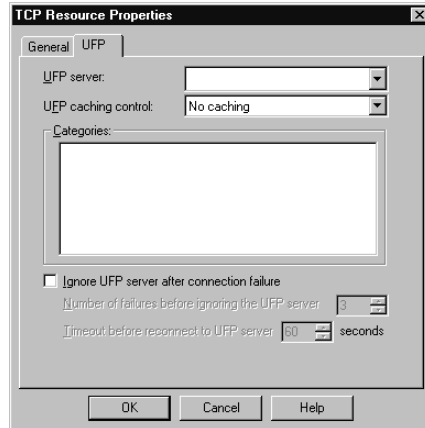 TCP Resource Properties
General UFP
UFP server:
UFP caching control: No caching
Categories:
Ignore UFP server after connection failure
Number of failures before ignoring the UFP server 3
Timeout before reconnect to UFP server 60 seconds
OK Cancel Help